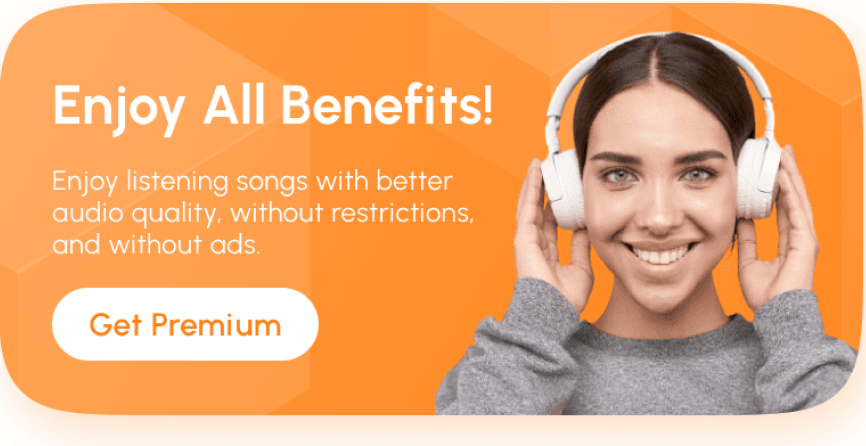 Enjoy All Benefits!
Enjoy listening songs with better
audio quality, without restrictions,
and without ads.
Get Premium